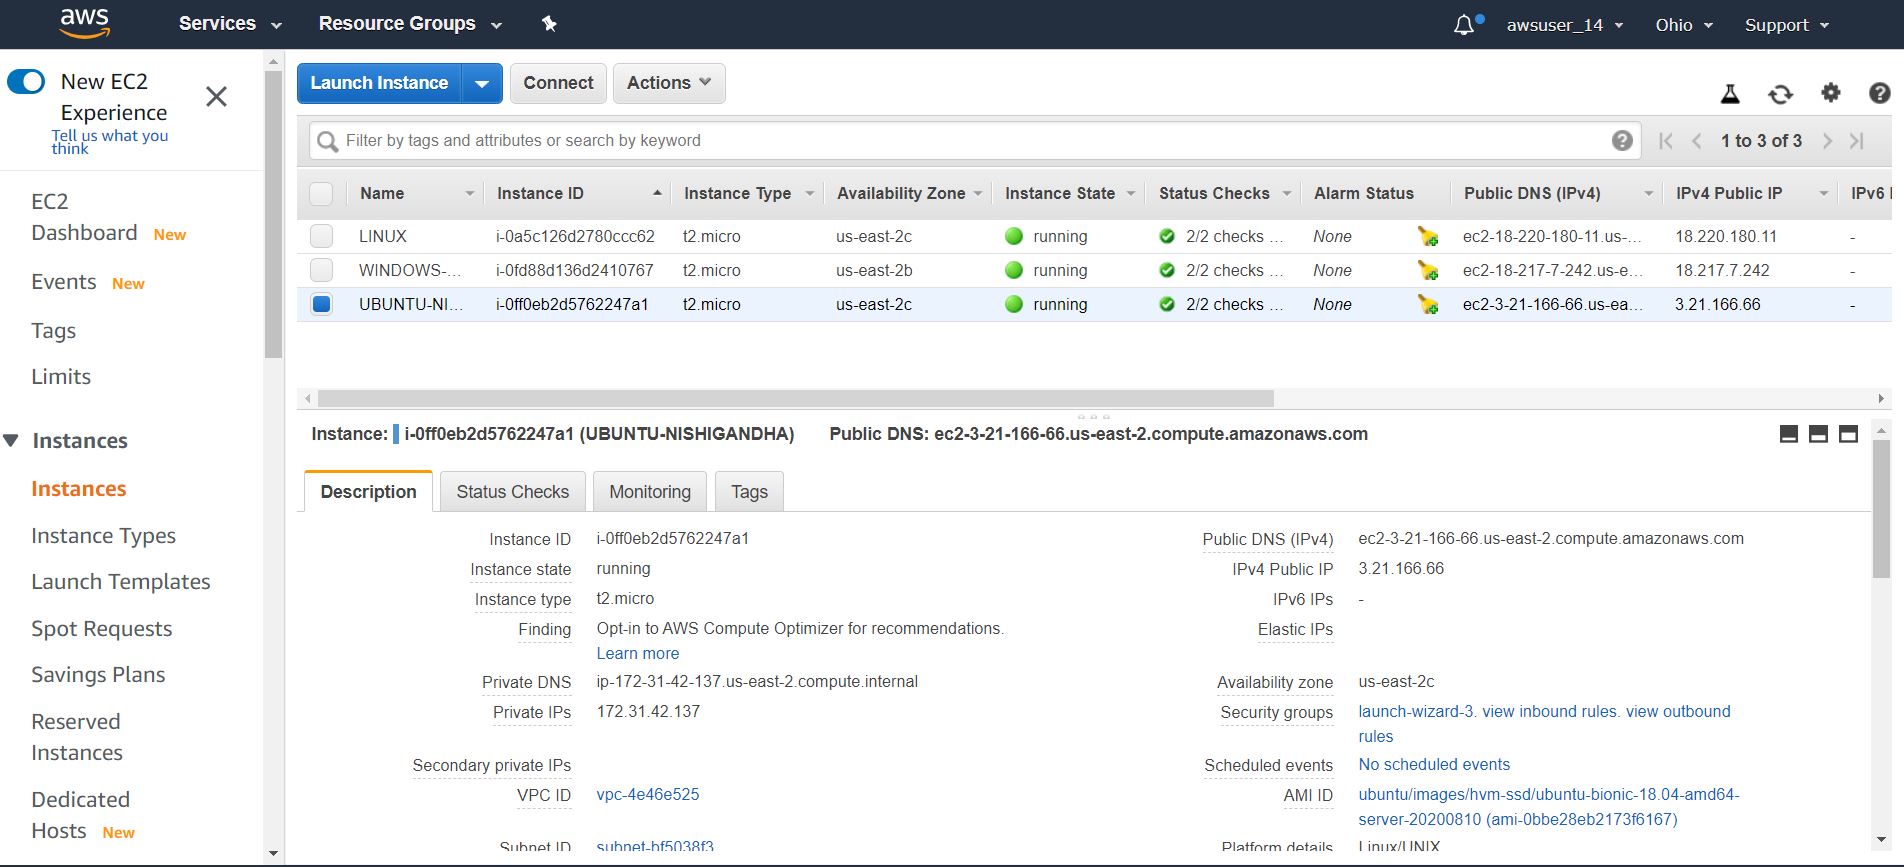 aws
Services
Resource Groups
awsuser_14
Ohio
Support
New EC2
Experience
Tell us what you
think
EC2
Dashboard New
Events New
Tags
Limits
Instances
Instances
Instance Types
Launch Templates
Spot Requests
Savings Plans
Reserved
Instances
Dedicated
Hosts New
Launch Instance
Connect
Actions
Filter by tags and attributes or search by keyword
1 to 3 of 3
Name Instance ID Instance Type Availability Zone Instance State Status Checks Alarm Status Public DNS (IPv4) IPv4 Public IP IPv6
LINUX i-0a5c126d2780ccc62 t2.micro us-east-2c running 2/2 checks ... None ec2-18-220-180-11.us-... 18.220.180.11 -
WINDOWS-... i-0fd88d136d2410767 t2.micro us-east-2b running 2/2 checks ... None ec2-18-217-7-242.us-e... 18.217.7.242 -
UBUNTU-NI... i-0ff0eb2d5762247a1 t2.micro us-east-2c running 2/2 checks ... None ec2-3-21-166-66.us-ea... 3.21.166.66 -
Instance: i-0ff0eb2d5762247a1 (UBUNTU-NISHIGANDHA) Public DNS: ec2-3-21-166-66.us-east-2.compute.amazonaws.com
Description Status Checks Monitoring Tags
Instance ID i-0ff0eb2d5762247a1
Instance state running
Instance type t2.micro
Finding Opt-in to AWS Compute Optimizer for recommendations.
Learn more
Private DNS ip-172-31-42-137.us-east-2.compute.internal
Private IPs 172.31.42.137
Secondary private IPs
VPC ID vpc-4e46e525
Subnet ID subnet-bf5038f3
Public DNS (IPv4) ec2-3-21-166-66.us-east-2.compute.amazonaws.com
IPv4 Public IP 3.21.166.66
IPv6 IPs -
Elastic IPs
Availability zone us-east-2c
Security groups launch-wizard-3. view inbound rules. view outbound
rules
Scheduled events No scheduled events
AMI ID ubuntu/images/hvm-ssd/ubuntu-bionic-18.04-amd64-
server-20200810 (ami-0bbe28eb2173f6167)
Platform details Linux/UNIX